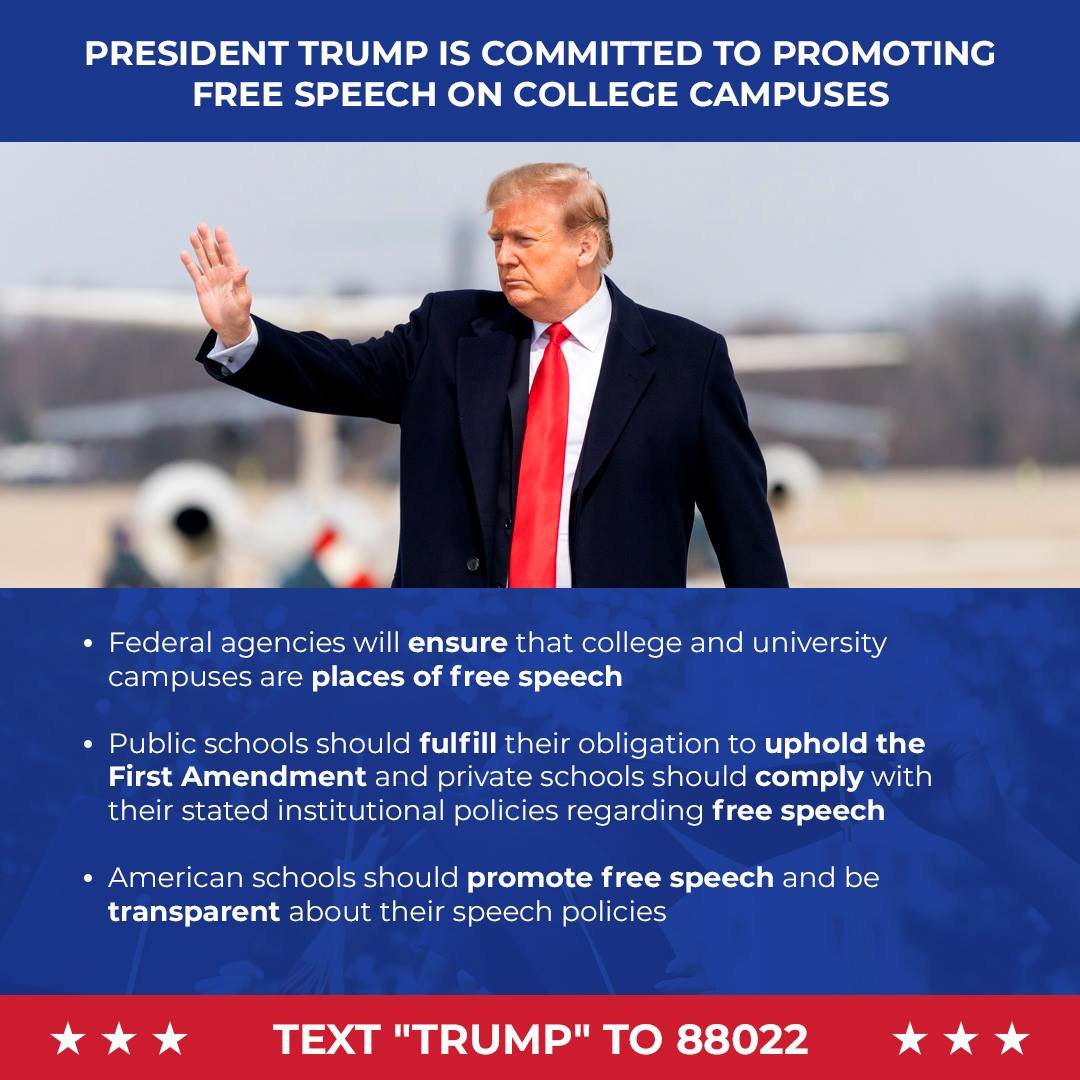 PRESIDENT TRUMP IS COMMITTED TO PROMOTING
FREE SPEECH ON COLLEGE CAMPUSES
• Federal agencies will ensure that college and university
campuses are places of free speech
• Public schools should fulfill their obligation to uphold the
First Amendment and private schools should comply with
their stated institutional policies regarding free speech
• American schools should promote free speech and be
transparent about their speech policies
TEXT "TRUMP" TO 88022